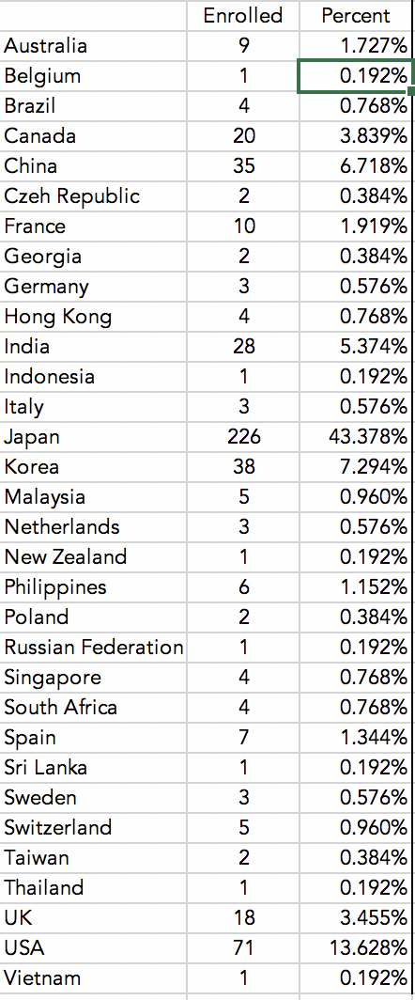 Enrolled Percent
Australia 9 1.727%
Belgium 1 0.192%
Brazil 4 0.768%
Canada 20 3.839%
China 35 6.718%
Czeh Republic 2 0.384%
France 10 1.919%
Georgia 2 0.384%
Germany 3 0.576%
Hong Kong 4 0.768%
India 28 5.374%
Indonesia 1 0.192%
Italy 3 0.576%
Japan 226 43.378%
Korea 38 7.294%
Malaysia 5 0.960%
Netherlands 3 0.576%
New Zealand 1 0.192%
Philippines 6 1.152%
Poland 2 0.384%
Russian Federation 1 0.192%
Singapore 4 0.768%
South Africa 4 0.768%
Spain 7 1.344%
Sri Lanka 1 0.192%
Sweden 3 0.576%
Switzerland 5 0.960%
Taiwan 2 0.384%
Thailand 1 0.192%
UK 18 3.455%
USA 71 13.628%
Vietnam 1 0.192%